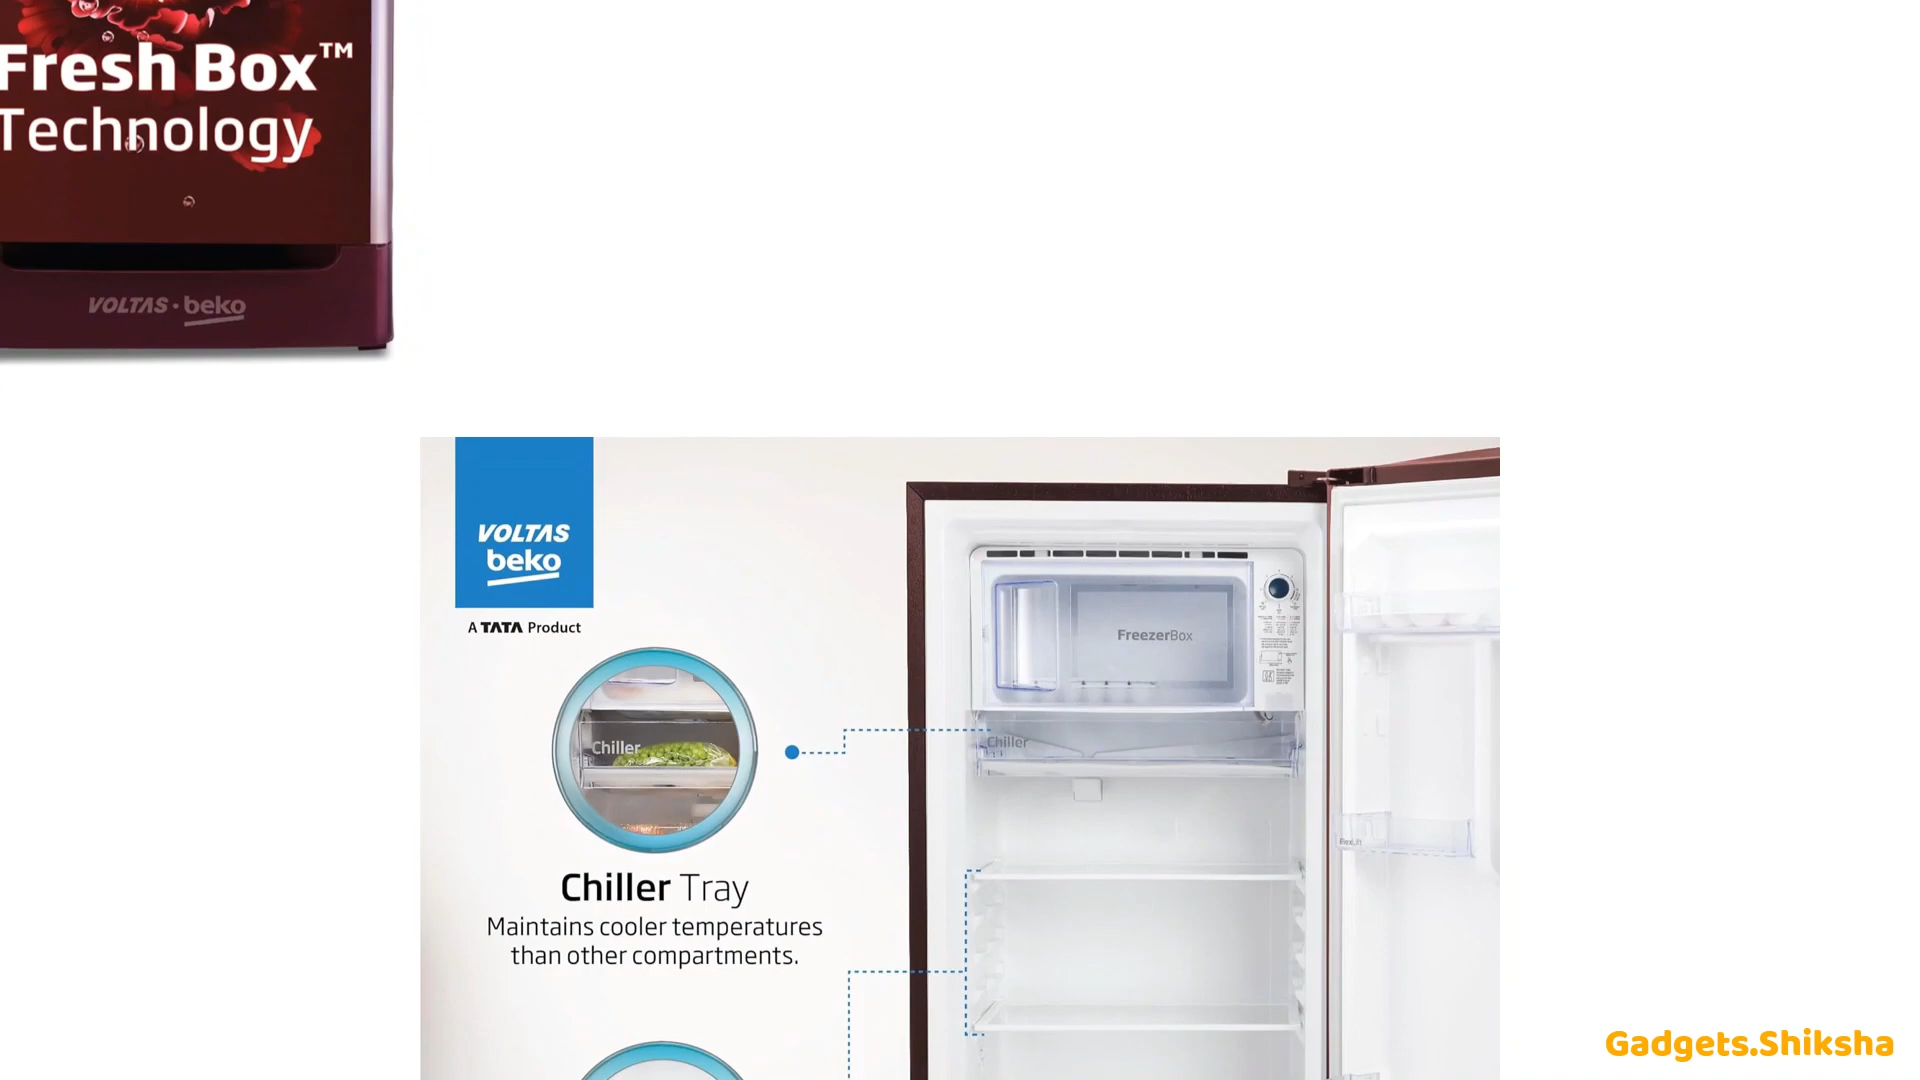 Fresh Box™
Technology
VOLTAS · beko
VOLTAS
beko
A TATA Product
FreezerBox
Chiller
Chiller
Chiller Tray
Maintains cooler temperatures
than other compartments.
Gadgets.Shiksha